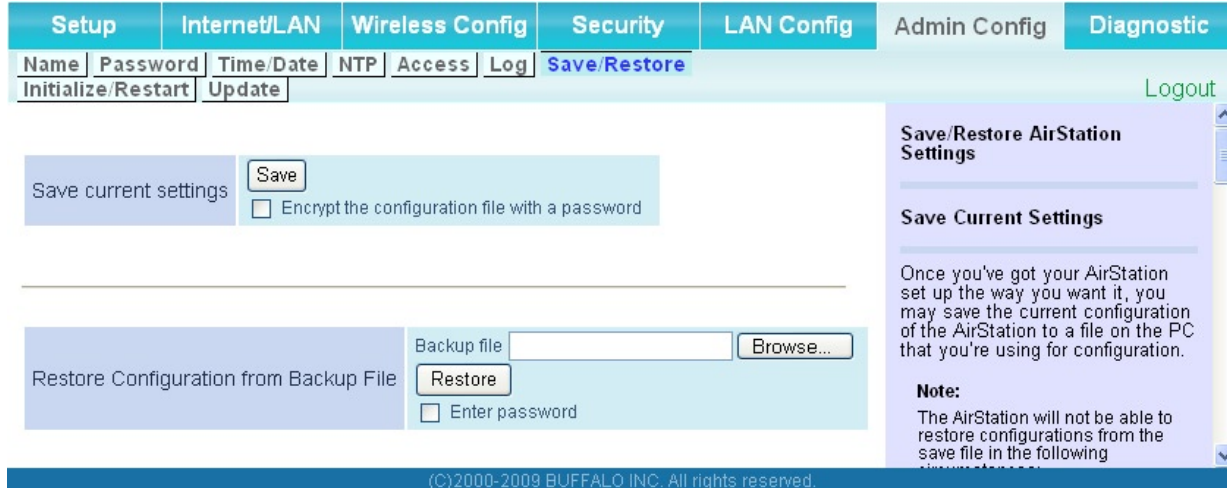 Setup Internet/LAN Wireless Config Security LAN Config Admin Config Diagnostic
Name Password Time/Date NTP Access Log Save/Restore
Initialize/Restart Update
Logout
Save current settings
Save
Encrypt the configuration file with a password
Restore Configuration from Backup File
Backup file
Browse...
Restore
Enter password
Save/Restore AirStation
Settings
Save Current Settings
Once you've got your AirStation
set up the way you want it, you
may save the current configuration
of the AirStation to a file on the PC
that you're using for configuration.
Note:
The AirStation will not be able to
restore configurations from the
save file in the following
(C)2000-2009 BUFFALO INC. All rights reserved.